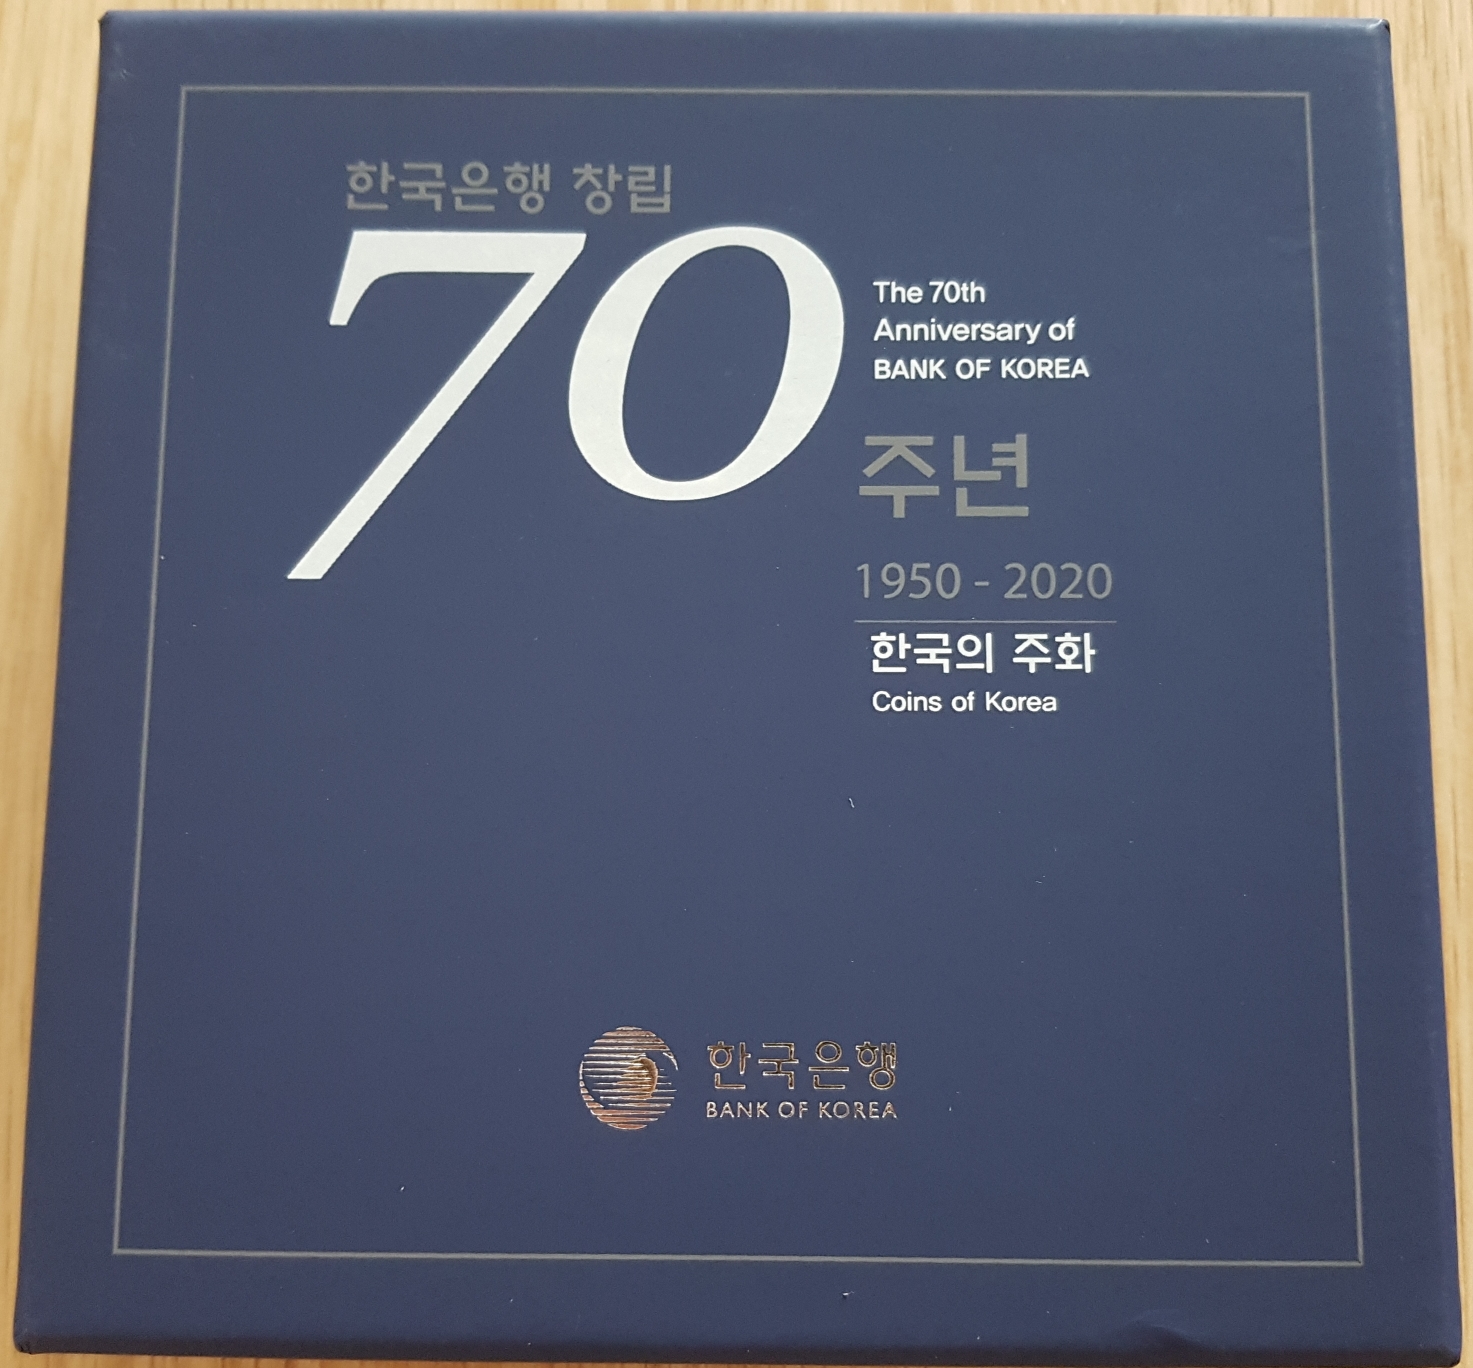 한국은행 창립
70
The 70th
Anniversary of
BANK OF KOREA
주년
1950 - 2020
한국의 주화
Coins of Korea
한국은행
BANK OF KOREA